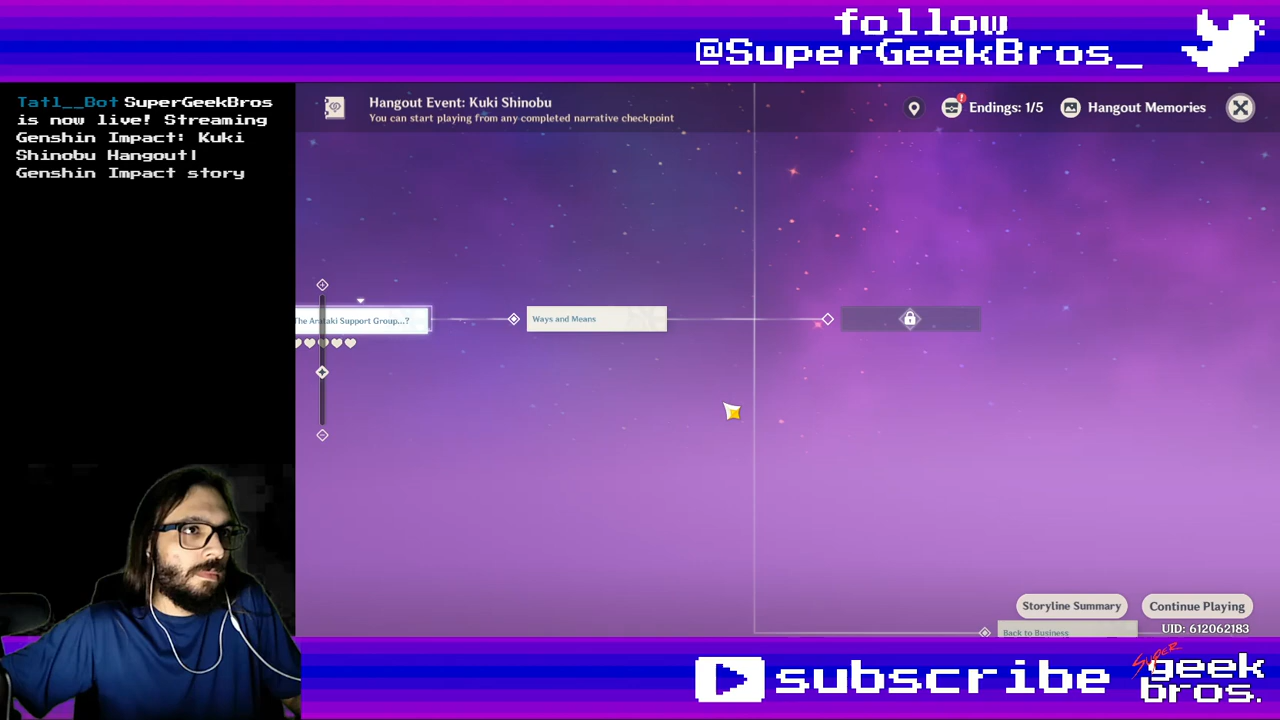 follow
@SuperGeekBros_
Tatl__Bot SuperGeekBros
is now live! Streaming
Genshin Impact: Kuki
Shinobu Hangout!
Genshin Impact story
Hangout Event: Kuki Shinobu
You can start playing from any completed narrative checkpoint
Endings: 1/5
Hangout Memories
The Arataki Support Group...?
Ways and Means
Storyline Summary
Continue Playing
Back to Business
UID: 612062183
subscribe
SUPER
geek
bros.